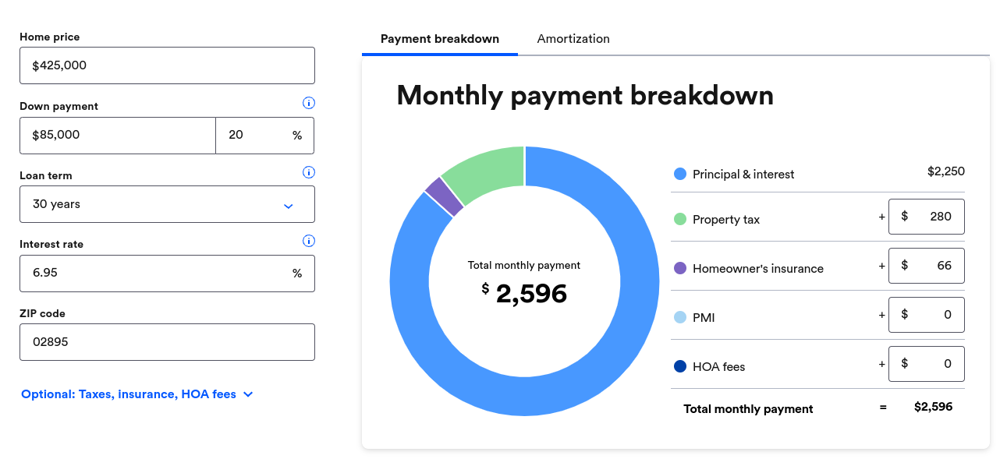 Home price
$425,000
Down payment
$85,000 20 %
Loan term
30 years
Interest rate
6.95 %
ZIP code
02895
Optional: Taxes, insurance, HOA fees
Payment breakdown Amortization
Monthly payment breakdown
Total monthly payment
$ 2,596
Principal & interest $2,250
Property tax + $ 280
Homeowner's insurance + $ 66
PMI + $ 0
HOA fees + $ 0
Total monthly payment = $2,596